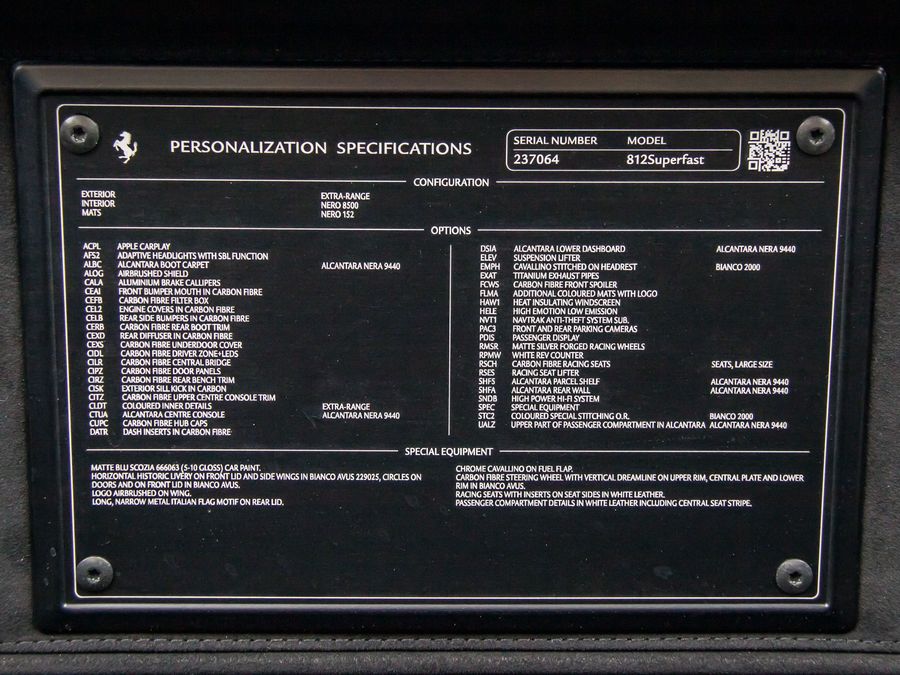 PERSONALIZATION SPECIFICATIONS
SERIAL NUMBER MODEL
237064 812Superfast
CONFIGURATION
EXTERIOR EXTRA-RANGE
INTERIOR NERO 8500
MATS NERO 152
OPTIONS
ACPL APPLE CARPLAY
AFS2 ADAPTIVE HEADLIGHTS WITH SBL FUNCTION
ALBC ALCANTARA BOOT CARPET ALCANTARA NERA 9440
ALOG AIRBRUSHED SHIELD
CALA ALUMINIUM BRAKE CALLIPERS
CEAI FRONT BUMPER MOUTH IN CARBON FIBRE
CEFB CARBON FIBRE FILTER BOX
CEL2 ENGINE COVERS IN CARBON FIBRE
CELB REAR SIDE BUMPERS IN CARBON FIBRE
CERB CARBON FIBRE REAR BOOT TRIM
CEXD REAR DIFFUSER IN CARBON FIBRE
CEXS CARBON FIBRE UNDERDOOR COVER
CIDL CARBON FIBRE DRIVER ZONE+LEDS
CILR CARBON FIBRE CENTRAL BRIDGE
CIPZ CARBON FIBRE DOOR PANELS
CIRZ CARBON FIBRE REAR BENCH TRIM
CISK EXTERIOR SILL KICK IN CARBON
CITZ CARBON FIBRE UPPER CENTRE CONSOLE TRIM
CLDT COLOURED INNER DETAILS EXTRA-RANGE
CTUA ALCANTARA CENTRE CONSOLE ALCANTARA NERA 9440
CUPC CARBON FIBRE HUB CAPS
DATR DASH INSERTS IN CARBON FIBRE
DSIA ALCANTARA LOWER DASHBOARD ALCANTARA NERA 9440
ELEV SUSPENSION LIFTER
EMPH CAVALLINO STITCHED ON HEADREST BIANCO 2000
EXAT TITANIUM EXHAUST PIPES
FCWS CARBON FIBRE FRONT SPOILER
FLMA ADDITIONAL COLOURED MATS WITH LOGO
HAW1 HEAT INSULATING WINDSCREEN
HELE HIGH EMOTION LOW EMISSION
NVT1 NAVTRAK ANTI-THEFT SYSTEM SUB.
PAC3 FRONT AND REAR PARKING CAMERAS
PDIS PASSENGER DISPLAY
RMSR MATTE SILVER FORGED RACING WHEELS
RPMW WHITE REV COUNTER
RSCH CARBON FIBRE RACING SEATS SEATS, LARGE SIZE
RSES RACING SEAT LIFTER
SHFS ALCANTARA PARCEL SHELF ALCANTARA NERA 9440
SHFA ALCANTARA REAR WALL ALCANTARA NERA 9440
SNDB HIGH POWER HI-FI SYSTEM
SPEC SPECIAL EQUIPMENT
STC2 COLOURED SPECIAL STITCHING O.R. BIANCO 2000
UALZ UPPER PART OF PASSENGER COMPARTMENT IN ALCANTARA ALCANTARA NERA 9440
SPECIAL EQUIPMENT
MATTE BLU SCOZIA 666063 (5-10 GLOSS) CAR PAINT.
HORIZONTAL HISTORIC LIVERY ON FRONT LID AND SIDE WINGS IN BIANCO AVUS 229025, CIRCLES ON
DOORS AND ON FRONT LID IN BIANCO AVUS.
LOGO AIRBRUSHED ON WING.
LONG, NARROW METAL ITALIAN FLAG MOTIF ON REAR LID.
CHROME CAVALLINO ON FUEL FLAP.
CARBON FIBRE STEERING WHEEL WITH VERTICAL DREAMLINE ON UPPER RIM, CENTRAL PLATE AND LOWER
RIM IN BIANCO AVUS.
RACING SEATS WITH INSERTS ON SEAT SIDES IN WHITE LEATHER.
PASSENGER COMPARTMENT DETAILS IN WHITE LEATHER INCLUDING CENTRAL SEAT STRIPE.